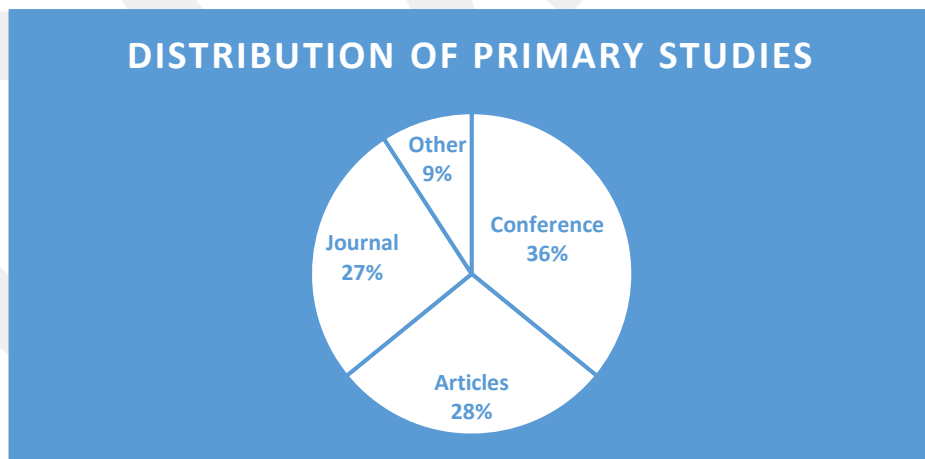 DISTRIBUTION OF PRIMARY STUDIES
Other
9%
Conference
36%
Journal
27%
Articles
28%